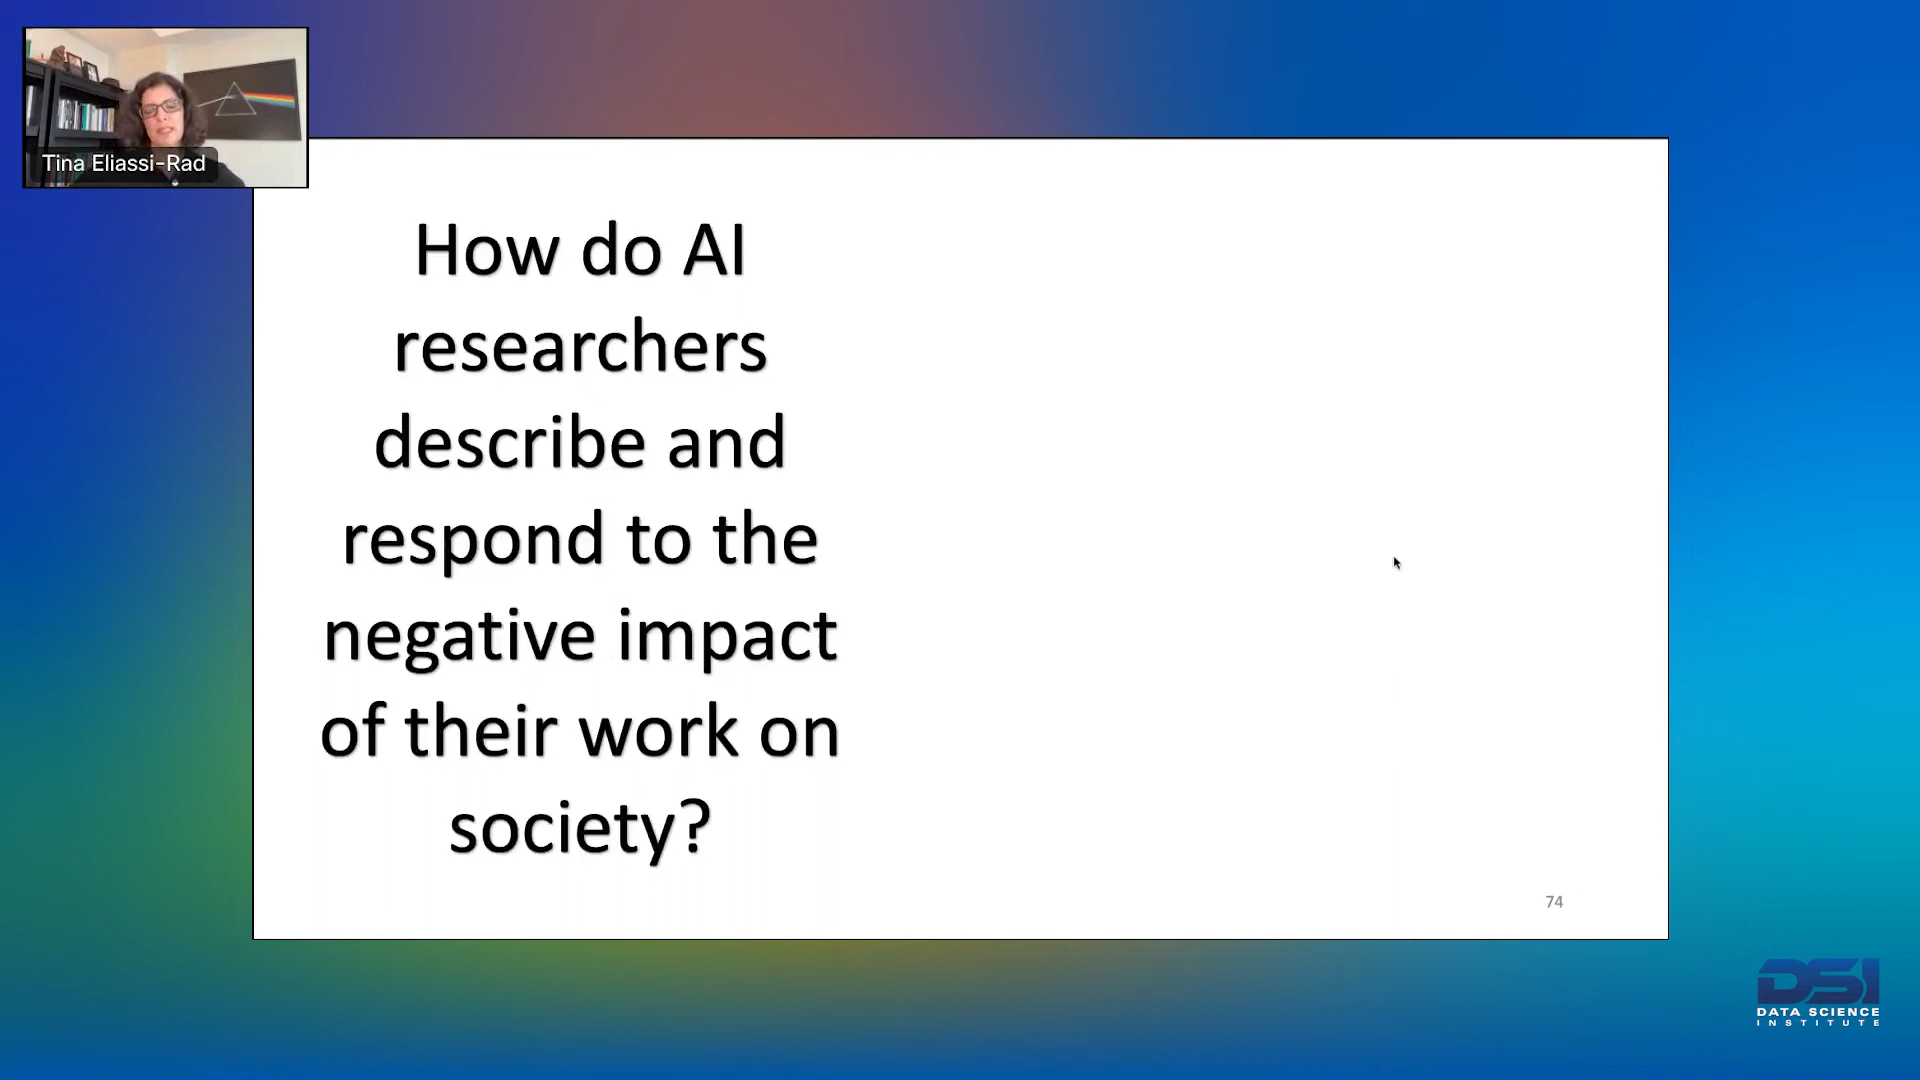 Tina Eliassi-Rad
How do AI
researchers
describe and
respond to the
negative impact
of their work on
society?
74
DSI
DATA SCIENCE
INSTITUTE